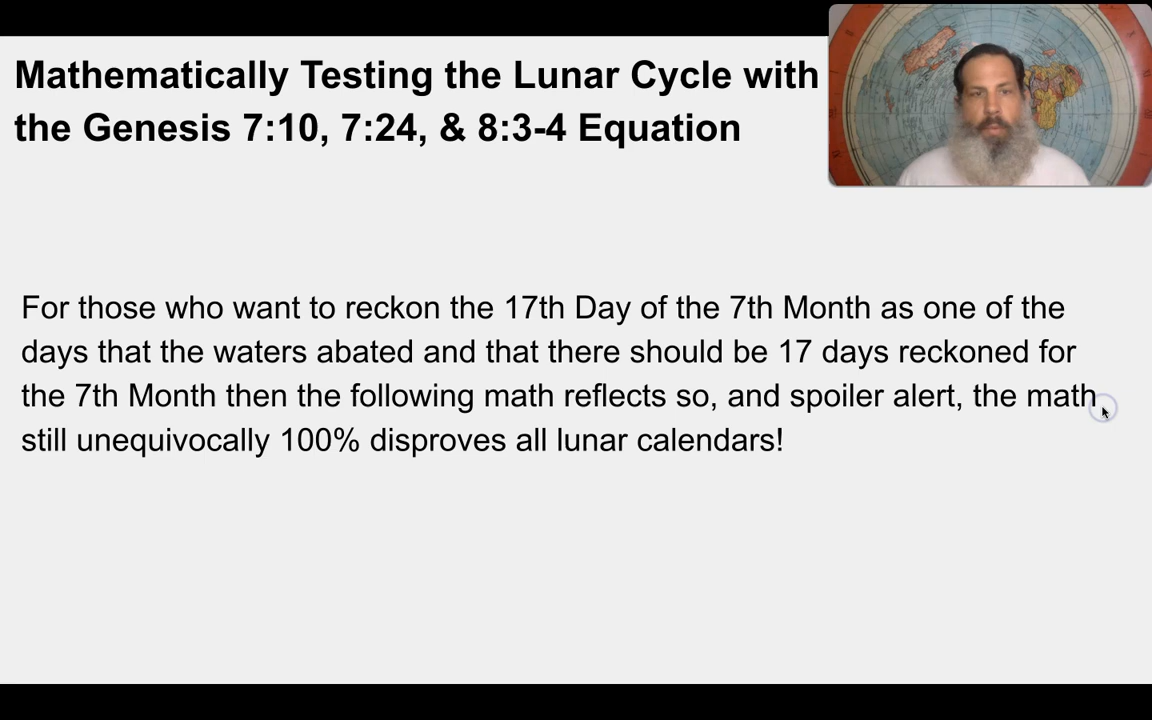 Mathematically Testing the Lunar Cycle with
the Genesis 7:10, 7:24, & 8:3-4 Equation
For those who want to reckon the 17th Day of the 7th Month as one of the
days that the waters abated and that there should be 17 days reckoned for
the 7th Month then the following math reflects so, and spoiler alert, the math
still unequivocally 100% disproves all lunar calendars!